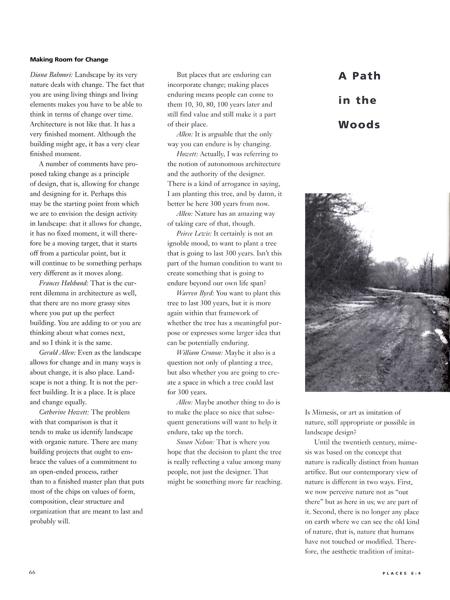 Making Room for Change
Diana Balmori: Landscape by its very
nature deals with change. The fact that
you are using living things and living
elements makes you have to be able to
think in terms of change over time.
Architecture is not like that. It has a
very finished moment. Although the
building might age, it has a very clear
finished moment.
A number of comments have pro-
posed taking change as a principle
of design, that is, allowing for change
and designing for it. Perhaps this
may be the starting point from which
we are to envision the design activity
in landscape: that it allows for change,
it has no fixed moment, it will there-
fore be a moving target, that it starts
off from a particular point, but it
will continue to be something perhaps
very different as it moves along.
Frances Halsband: That is the cur-
rent dilemma in architecture as well,
that there are no more grassy sites
where you put up the perfect
building. You are adding to or you are
thinking about what comes next,
and so I think it is the same.
Gerald Allen: Even as the landscape
allows for change and in many ways is
about change, it is also place. Land-
scape is not a thing. It is not the per-
fect building. It is a place. It is place
and change equally.
Catherine Howett: The problem
with that comparison is that it
tends to make us identify landscape
with organic nature. There are many
building projects that ought to em-
brace the values of a commitment to
an open-ended process, rather
than to a finished master plan that puts
most of the chips on values of form,
composition, clear structure and
organization that are meant to last and
probably will.
But places that are enduring can
incorporate change; making places
enduring means people can come to
them 10, 30, 80, 100 years later and
still find value and still make it a part
of their place.
Allen: It is arguable that the only
way you can endure is by changing.
Howett: Actually, I was referring to
the notion of autonomous architecture
and the authority of the designer.
There is a kind of arrogance in saying,
I am planting this tree, and by damn, it
better be here 300 years from now.
Allen: Nature has an amazing way
of taking care of that, though.
Peirce Lewis: It certainly is not an
ignoble mood, to want to plant a tree
that is going to last 300 years. Isn't this
part of the human condition to want to
create something that is going to
endure beyond our own life span?
Warren Byrd: You want to plant this
tree to last 300 years, but it is more
again within that framework of
whether the tree has a meaningful pur-
pose or expresses some larger idea that
can be potentially enduring.
William Cronon: Maybe it also is a
question not only of planting a tree,
but also whether you are going to cre-
ate a space in which a tree could last
for 300 years.
Allen: Maybe another thing to do is
to make the place so nice that subse-
quent generations will want to help it
endure, take up the torch.
Susan Nelson: That is where you
hope that the decision to plant the tree
is really reflecting a value among many
people, not just the designer. That
might be something more far reaching.
A Path
in the
Woods
Is Mimesis, or art as imitation of
nature, still appropriate or possible in
landscape design?
Until the twentieth century, mime-
sis was based on the concept that
nature is radically distinct from human
artifice. But our contemporary view of
nature is different in two ways. First,
we now perceive nature not as "out
there" but as here in us; we are part of
it. Second, there is no longer any place
on earth where we can see the old kind
of nature, that is, nature that humans
have not touched or modified. There-
fore, the aesthetic tradition of imitat-
66
PLACES 6:4